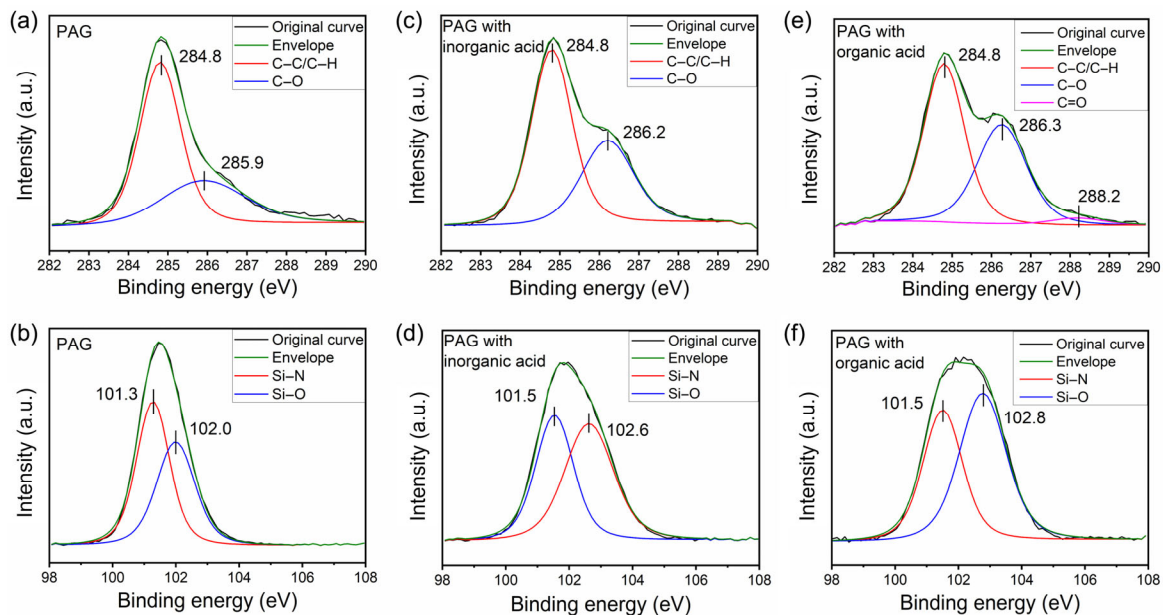 (a)
PAG
Original curve
Envelope
C–C/C–H
C–O
284.8
285.9
Intensity (a.u.)
282 283 284 285 286 287 288 289 290
Binding energy (eV)
(c)
PAG with
inorganic acid
Original curve
Envelope
C–C/C–H
C–O
284.8
286.2
Intensity (a.u.)
282 283 284 285 286 287 288 289 290
Binding energy (eV)
(e)
PAG with
organic acid
Original curve
Envelope
C–C/C–H
C–O
C=O
284.8
286.3
288.2
Intensity (a.u.)
282 283 284 285 286 287 288 289 290
Binding energy (eV)
(b)
PAG
Original curve
Envelope
Si–N
Si–O
101.3
102.0
Intensity (a.u.)
98 100 102 104 106 108
Binding energy (eV)
(d)
PAG with
inorganic acid
Original curve
Envelope
Si–N
Si–O
101.5
102.6
Intensity (a.u.)
98 100 102 104 106 108
Binding energy (eV)
(f)
PAG with
organic acid
Original curve
Envelope
Si–N
Si–O
101.5
102.8
Intensity (a.u.)
98 100 102 104 106 108
Binding energy (eV)